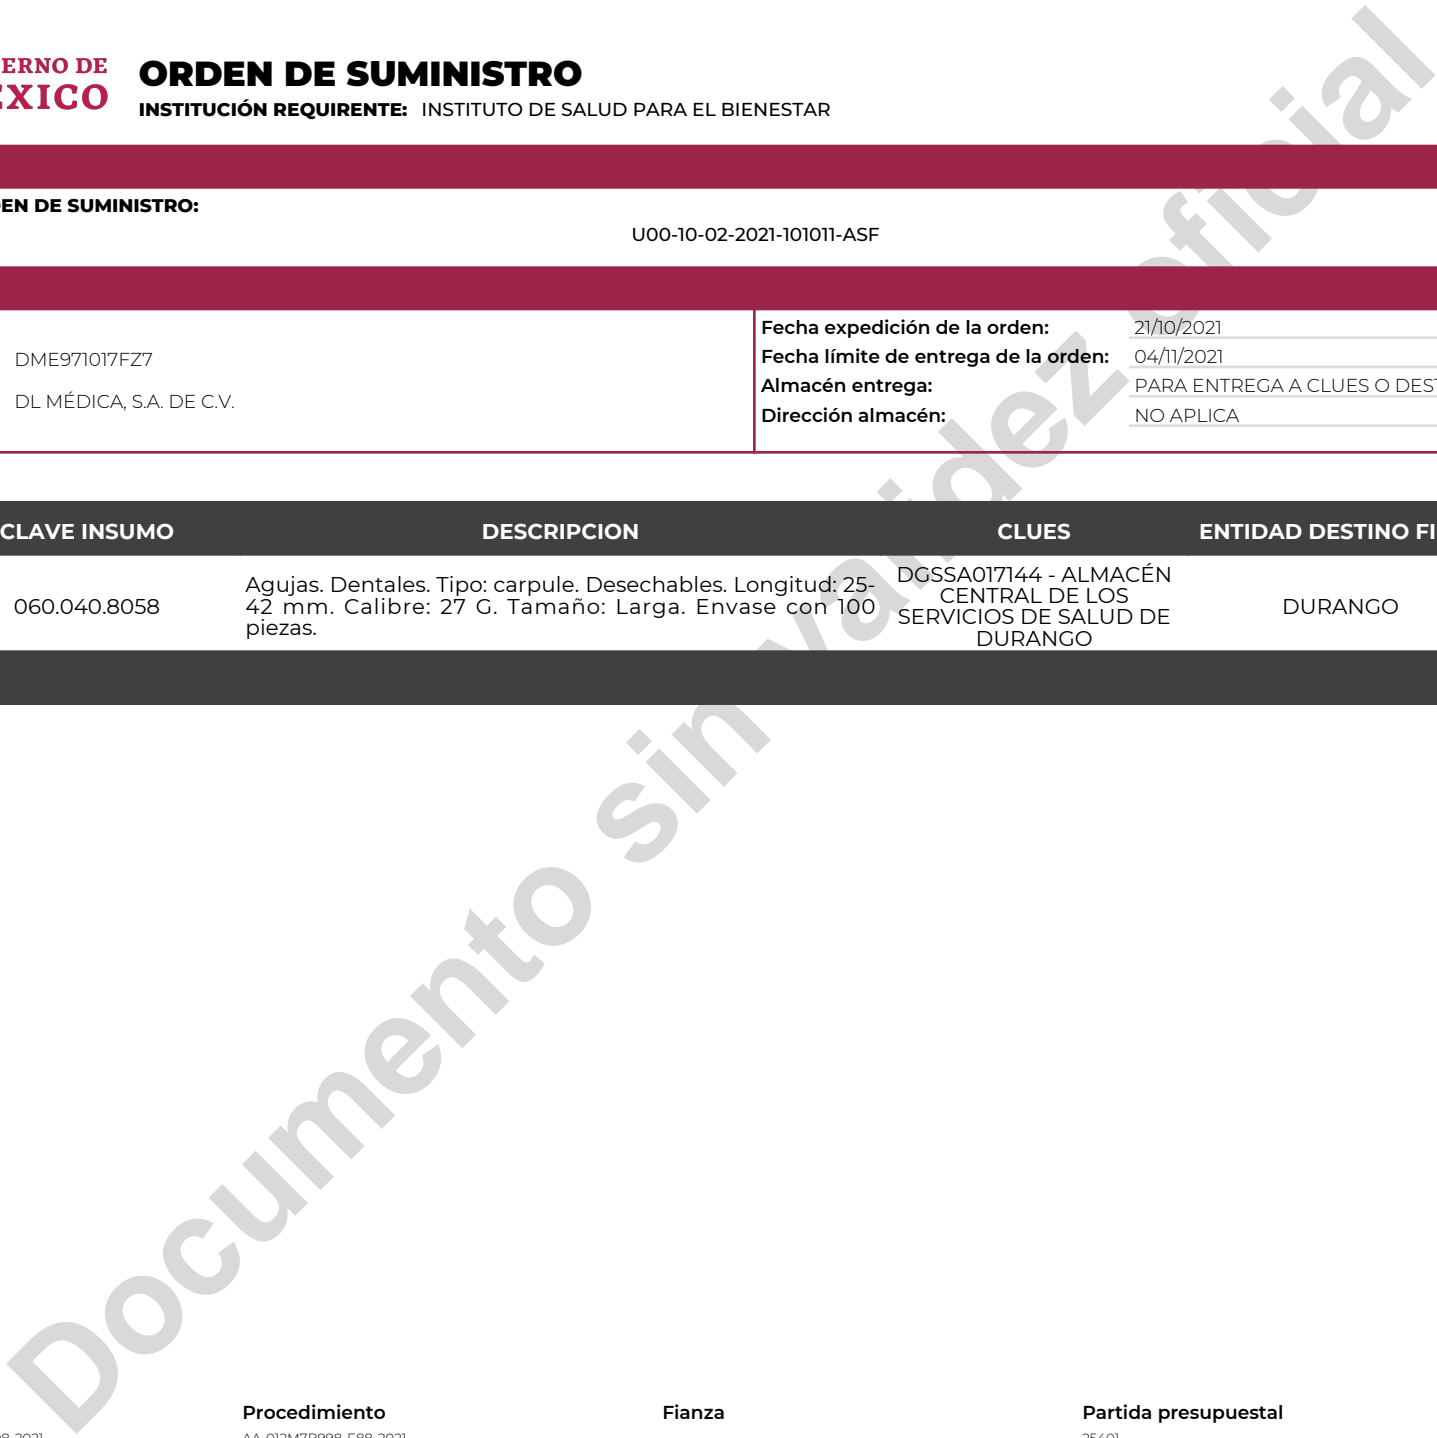 ERNO DE
ÉXICO
ORDEN DE SUMINISTRO
INSTITUCIÓN REQUIRENTE: INSTITUTO DE SALUD PARA EL BIENESTAR
EN DE SUMINISTRO:
U00-10-02-2021-101011-ASF
DME971017FZ7
DL MÉDICA, S.A. DE C.V.
Fecha expedición de la orden: 21/10/2021
Fecha límite de entrega de la orden: 04/11/2021
Almacén entrega: PARA ENTREGA A CLUES O DEST
Dirección almacén: NO APLICA
CLAVE INSUMO DESCRIPCION CLUES ENTIDAD DESTINO FI
060.040.8058
Agujas. Dentales. Tipo: carpule. Desechables. Longitud: 25-
42 mm. Calibre: 27 G. Tamaño: Larga. Envase con 100
piezas.
DGSSA017144 - ALMACÉN
CENTRAL DE LOS
SERVICIOS DE SALUD DE
DURANGO
DURANGO
Documento sin validez oficial
Procedimiento Fianza Partida presupuestal